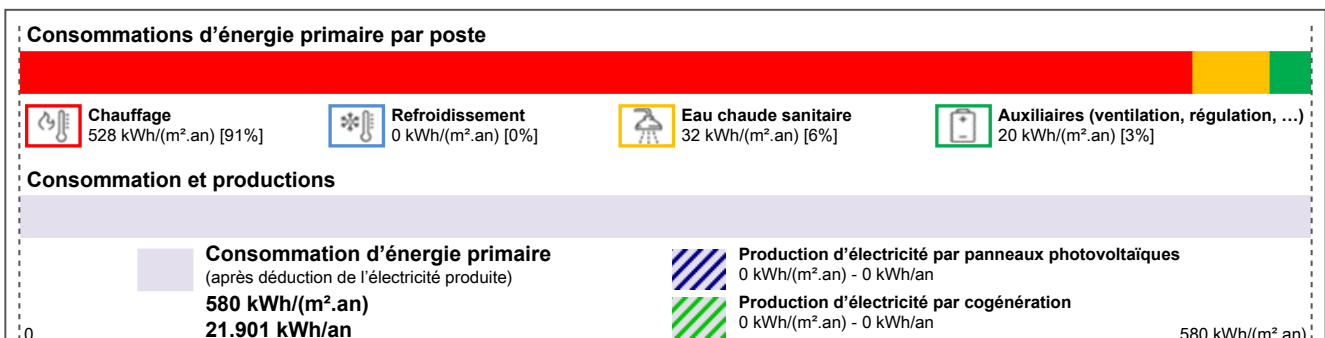 Consommations d’énergie primaire par poste
Chauffage
528 kWh/(m².an) [91%]
Refroidissement
0 kWh/(m².an) [0%]
Eau chaude sanitaire
32 kWh/(m².an) [6%]
Auxiliaires (ventilation, régulation, …)
20 kWh/(m².an) [3%]
Consommation et productions
Consommation d’énergie primaire
(après déduction de l’électricité produite)
580 kWh/(m².an)
21.901 kWh/an
Production d’électricité par panneaux photovoltaïques
0 kWh/(m².an) - 0 kWh/an
Production d’électricité par cogénération
0 kWh/(m².an) - 0 kWh/an
0
580 kWh/(m².an)